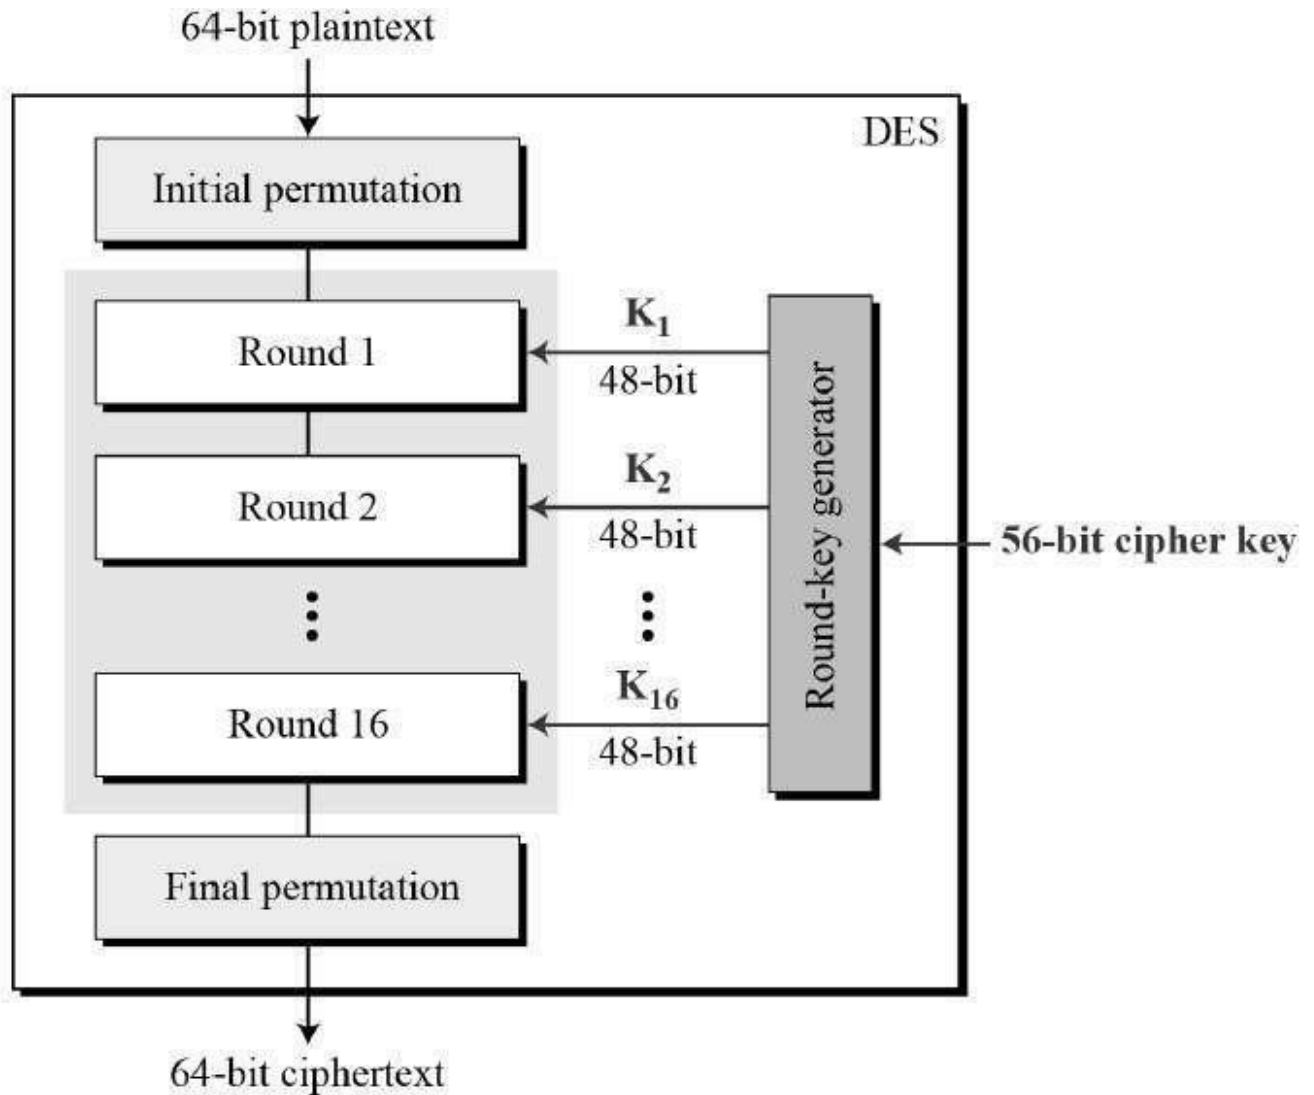 64-bit plaintext
DES
Initial permutation
Round 1
K1
48-bit
Round 2
K2
48-bit
Round-key generator
56-bit cipher key
Round 16
K16
48-bit
Final permutation
64-bit ciphertext